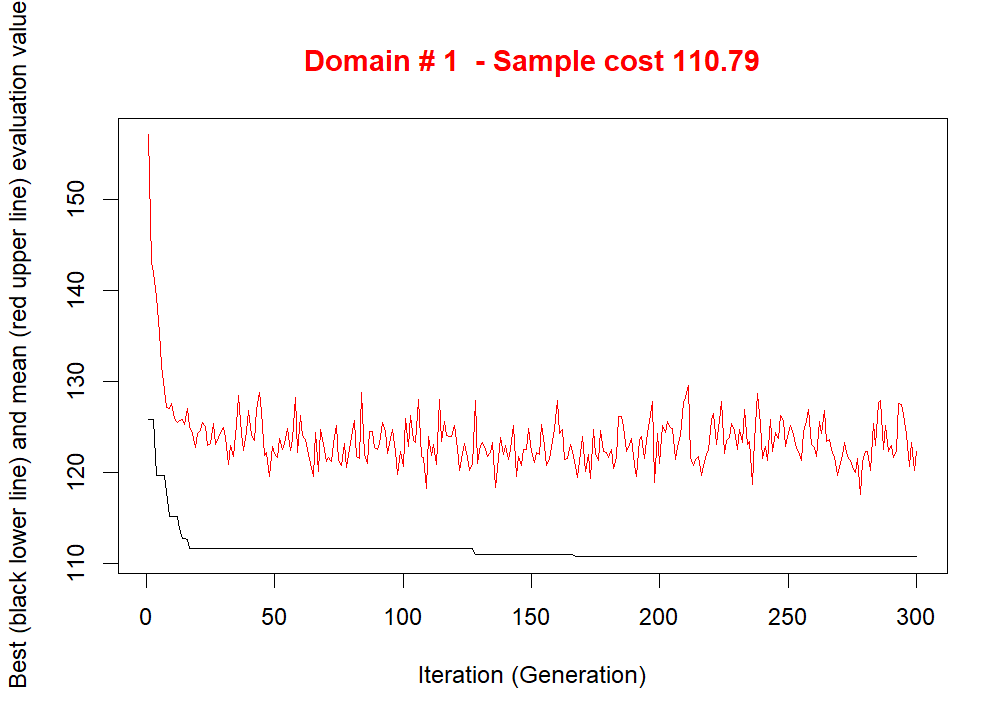 Domain # 1  - Sample cost 110.79
Best (black lower line) and mean (red upper line) evaluation value
150
140
130
120
110
0 50 100 150 200 250 300
Iteration (Generation)